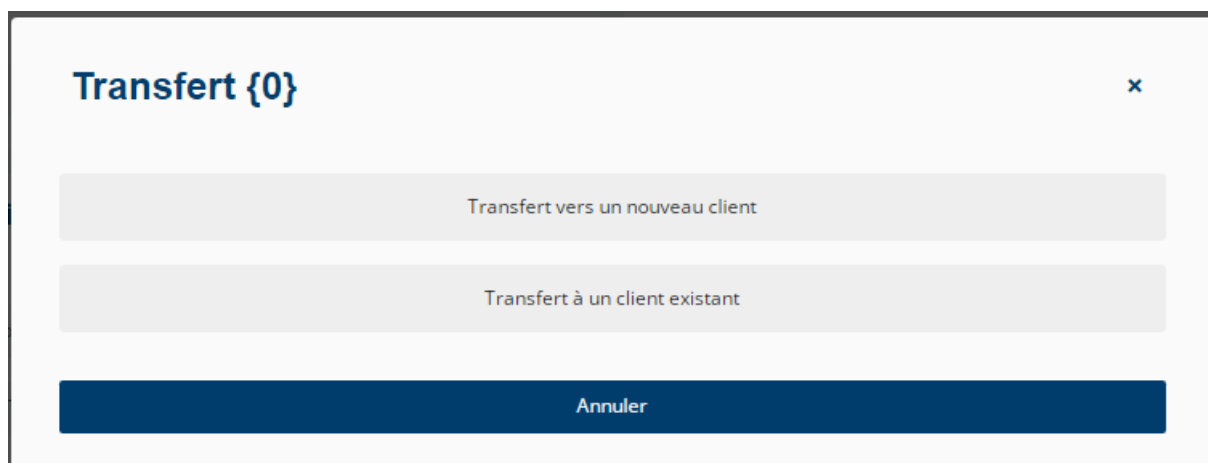 Transfert {0}
×
Transfert vers un nouveau client
Transfert à un client existant
Annuler